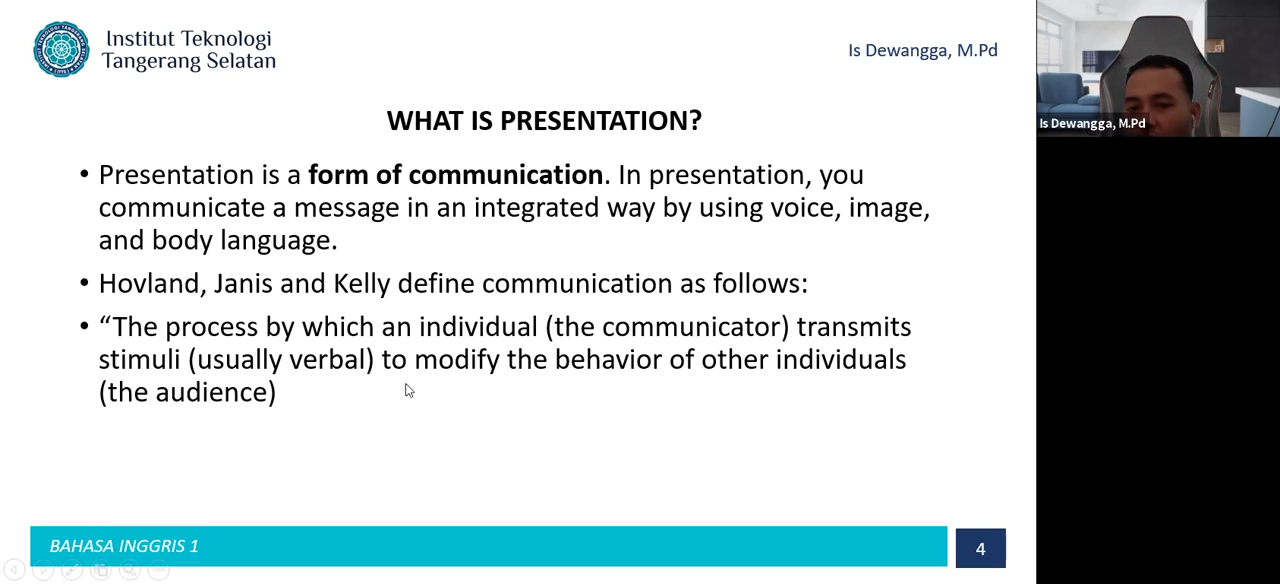 Institut Teknologi
Tangerang Selatan
Is Dewangga, M.Pd
WHAT IS PRESENTATION?
• Presentation is a form of communication. In presentation, you
communicate a message in an integrated way by using voice, image,
and body language.
• Hovland, Janis and Kelly define communication as follows:
• “The process by which an individual (the communicator) transmits
stimuli (usually verbal) to modify the behavior of other individuals
(the audience)
BAHASA INGGRIS 1
4
Is Dewangga, M.Pd